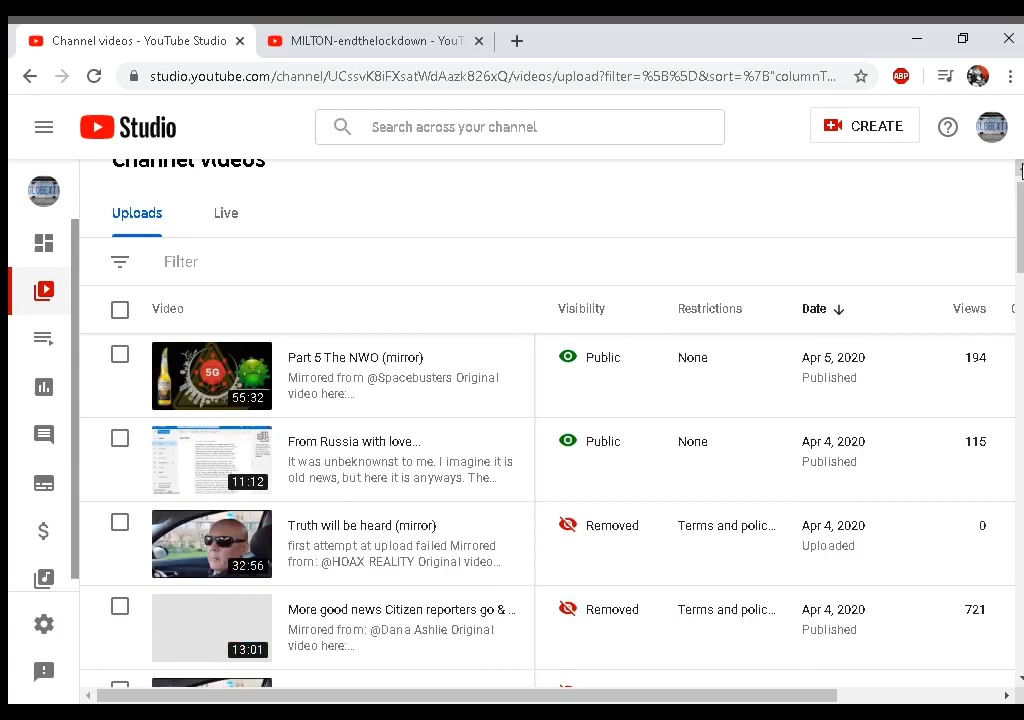 Channel videos - YouTube Studio
MILTON-endthelockdown - YouT
studio.youtube.com/channel/UCssvK8iFXsatWdAazk826xQ/videos/upload?filter=%5B%5D&sort=%7B"columnT...
ABP
Studio
Search across your channel
CREATE
GLOBEXIT
Channel videos
GLOBEXIT
Uploads
Live
Filter
Video
Visibility
Restrictions
Date
Views
5G
55:32
Part 5 The NWO (mirror)
Mirrored from @Spacebusters Original
video here:...
Public
None
Apr 5, 2020
Published
194
11:12
From Russia with love...
It was unbeknownst to me. I imagine it is
old news, but here it is anyways. The...
Public
None
Apr 4, 2020
Published
115
32:56
Truth will be heard (mirror)
first attempt at upload failed Mirrored
from: @HOAX REALITY Original video...
Removed
Terms and polic...
Apr 4, 2020
Uploaded
0
13:01
More good news Citizen reporters go & ...
Mirrored from: @Dana Ashlie Original
video here:...
Removed
Terms and polic...
Apr 4, 2020
Published
721